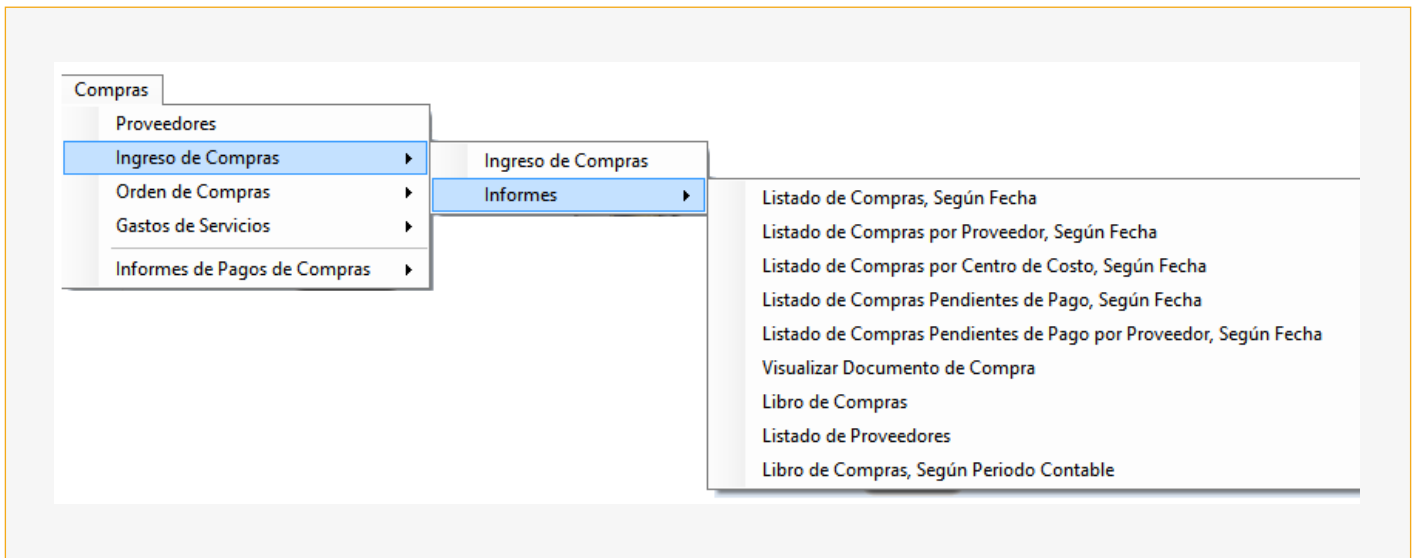 Compras
Proveedores
Ingreso de Compras
Orden de Compras
Gastos de Servicios
Informes de Pagos de Compras
Ingreso de Compras
Informes
Listado de Compras, Según Fecha
Listado de Compras por Proveedor, Según Fecha
Listado de Compras por Centro de Costo, Según Fecha
Listado de Compras Pendientes de Pago, Según Fecha
Listado de Compras Pendientes de Pago por Proveedor, Según Fecha
Visualizar Documento de Compra
Libro de Compras
Listado de Proveedores
Libro de Compras, Según Periodo Contable